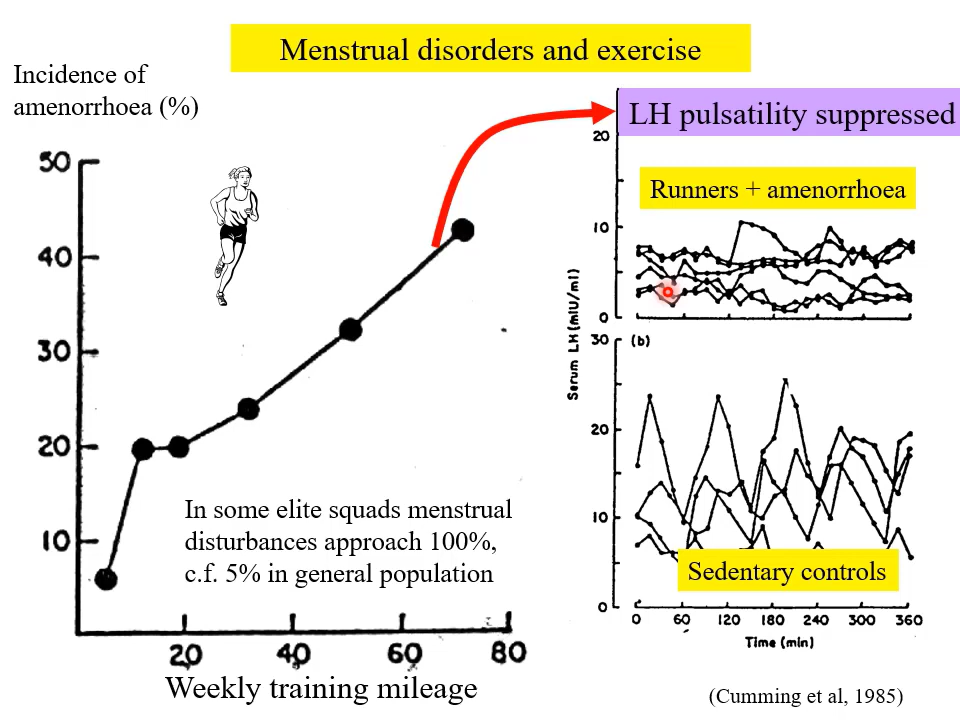 Menstrual disorders and exercise
Incidence of
amenorrhoea (%)
50
40
30
20
10
20
40
60
80
Weekly training mileage
In some elite squads menstrual
disturbances approach 100%,
c.f. 5% in general population
LH pulsatility suppressed
Runners + amenorrhoea
20
10
5
0
Serum LH (mIU/ml)
30
(b)
20
10
0
Sedentary controls
0
60
120
180
240
300
360
Time (min)
(Cumming et al, 1985)